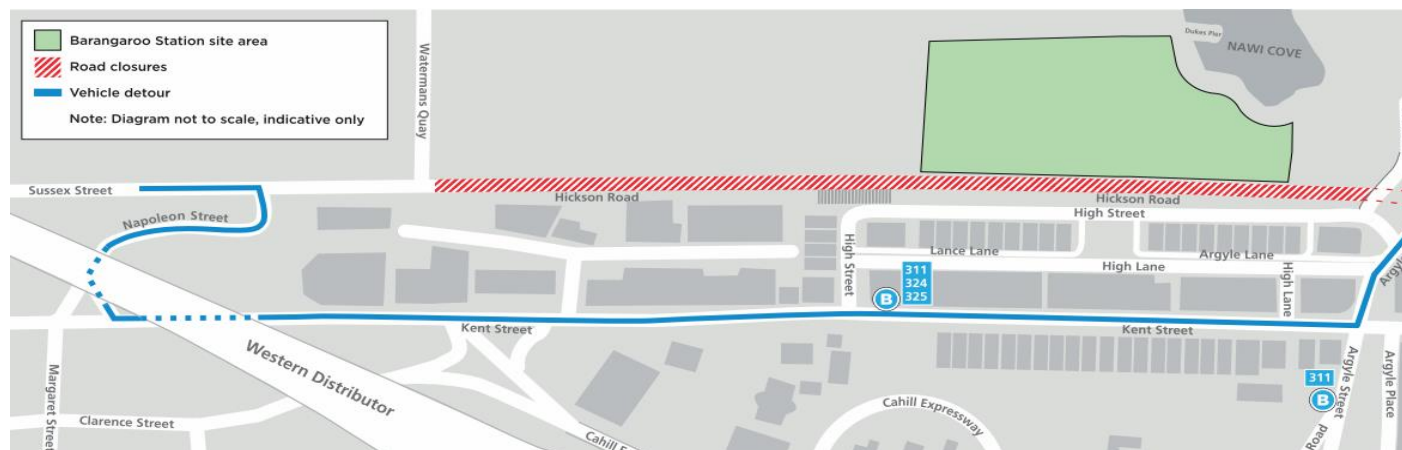 Barangaroo Station site area
Road closures
Vehicle detour
Note: Diagram not to scale, indicative only
Watermans Quay
Dukes Pier
NAWI COVE
Sussex Street
Hickson Road
Hickson Road
Napoleon Street
High Street
High Street
Lance Lane
Argyle Lane
High Lane
High Lane
Argyle
311
324
325
B
Kent Street
Kent Street
Western Distributor
Margaret Street
Clarence Street
Cahill E
Cahill Expressway
311
B
Argyle Street
Argyle Place
Road